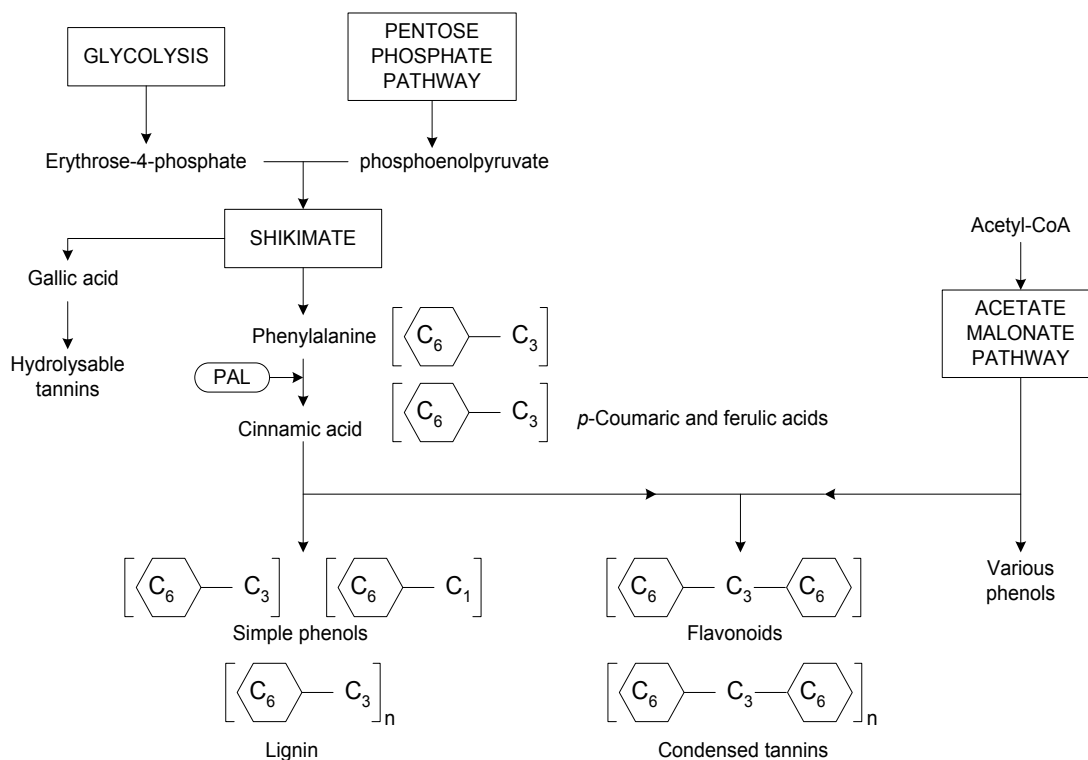 GLYCOLYSIS
PENTOSE
PHOSPHATE
PATHWAY
Erythrose-4-phosphate
phosphoenolpyruvate
SHIKIMATE
Acetyl-CoA
Gallic acid
ACETATE
MALONATE
PATHWAY
Phenylalanine
C6 C3
Hydrolysable
tannins
PAL
Cinnamic acid
C6 C3
p-Coumaric and ferulic acids
C6 C3
C6 C1
Simple phenols
C6 C3 C6
Flavonoids
Various
phenols
C6 C3 n
Lignin
C6 C3 C6 n
Condensed tannins